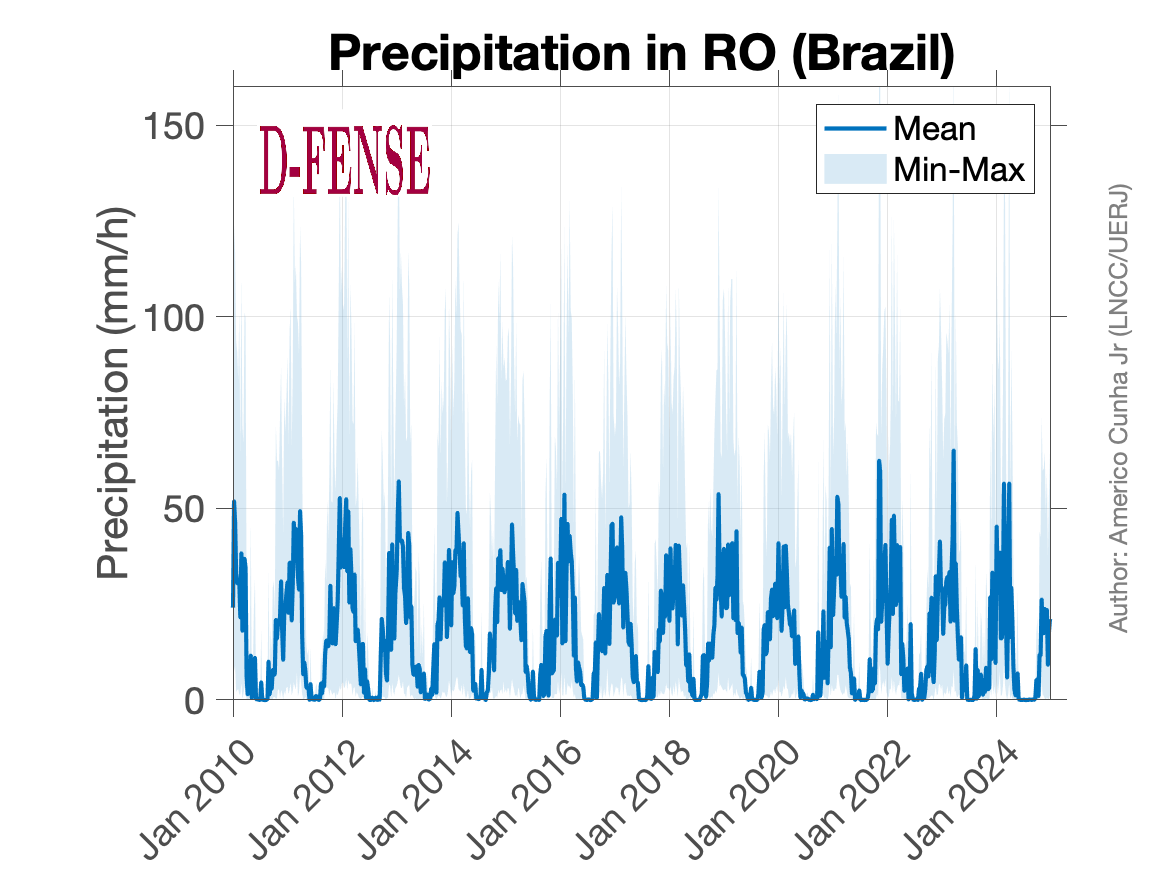 Precipitation in RO (Brazil)
D-FENSE
Mean
Min-Max
Precipitation (mm/h)
150
100
50
0
Jan 2010
Jan 2012
Jan 2014
Jan 2016
Jan 2018
Jan 2020
Jan 2022
Jan 2024
Author: Americo Cunha Jr (LNCC/UERJ)